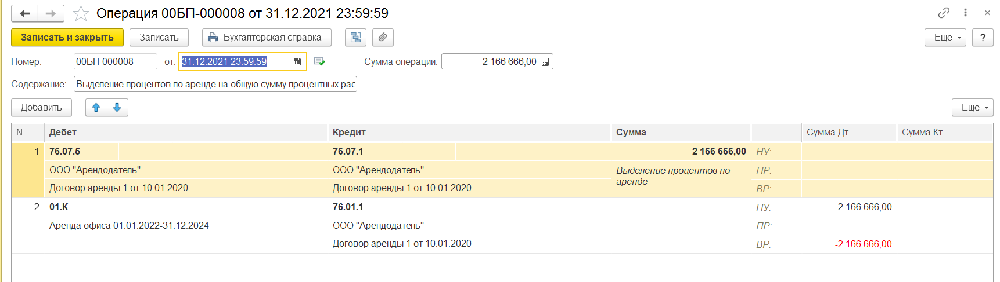 Операция 00БП-000008 от 31.12.2021 23:59:59
Записать и закрыть Записать Бухгалтерская справка Еще ?
Номер: 00БП-000008 от: 31.12.2021 23:59:59 Сумма операции: 2 166 666,00
Содержание: Выделение процентов по аренде на общую сумму процентных рас
Добавить Еще
N Дебет Кредит Сумма Сумма Дт Сумма Кт
1 76.07.5 76.07.1 2 166 666,00 НУ:
ООО "Арендодатель" ООО "Арендодатель" Выделение процентов по аренде ПР:
Договор аренды 1 от 10.01.2020 Договор аренды 1 от 10.01.2020 ВР:
2 01.К 76.01.1 НУ: 2 166 666,00
Аренда офиса 01.01.2022-31.12.2024 ООО "Арендодатель" ПР:
Договор аренды 1 от 10.01.2020 ВР: -2 166 666,00